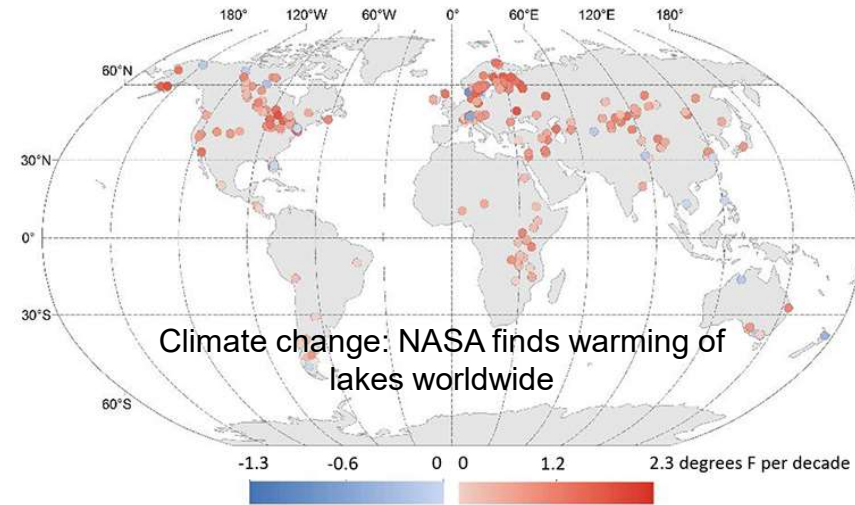 180° 120°W 60°W 0° 60°E 120°E 180°
60°N
30°N
0°
30°S
Climate change: NASA finds warming of
lakes worldwide
60°S
-1.3 -0.6 0 0 1.2 2.3 degrees F per decade